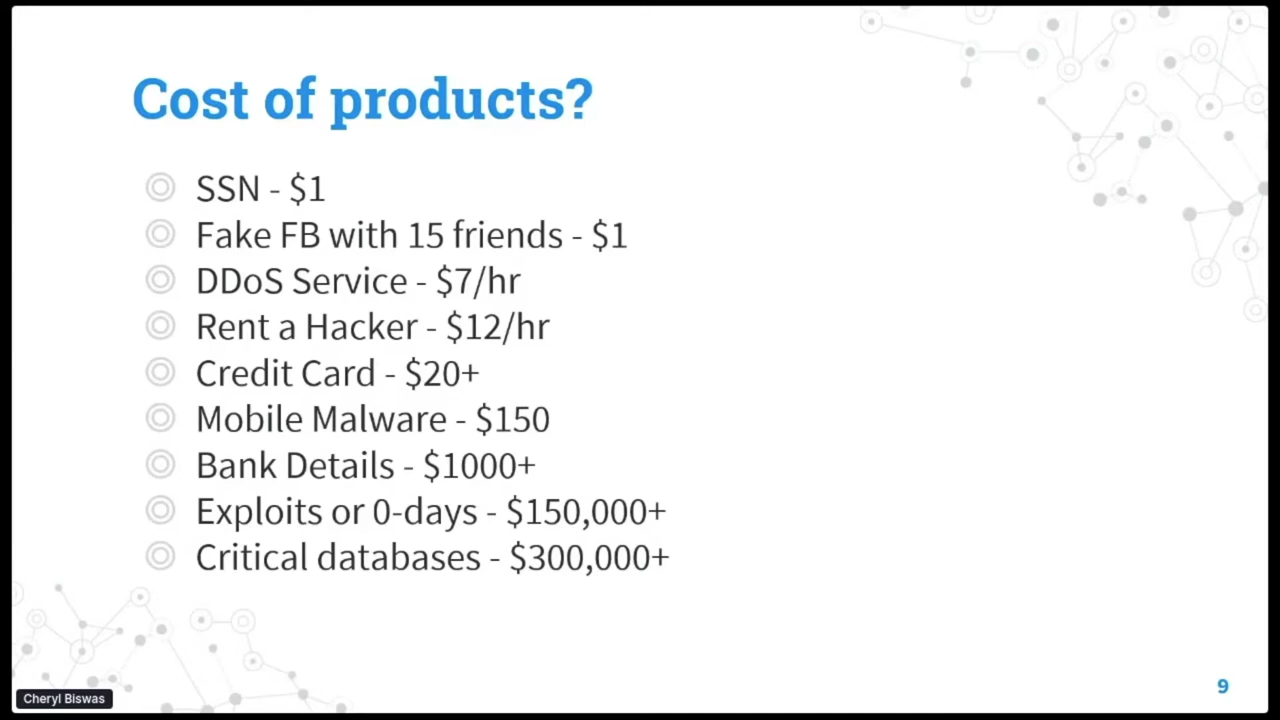 Cost of products?
SSN - $1
Fake FB with 15 friends - $1
DDoS Service - $7/hr
Rent a Hacker - $12/hr
Credit Card - $20+
Mobile Malware - $150
Bank Details - $1000+
Exploits or 0-days - $150,000+
Critical databases - $300,000+
Cheryl Biswas
9